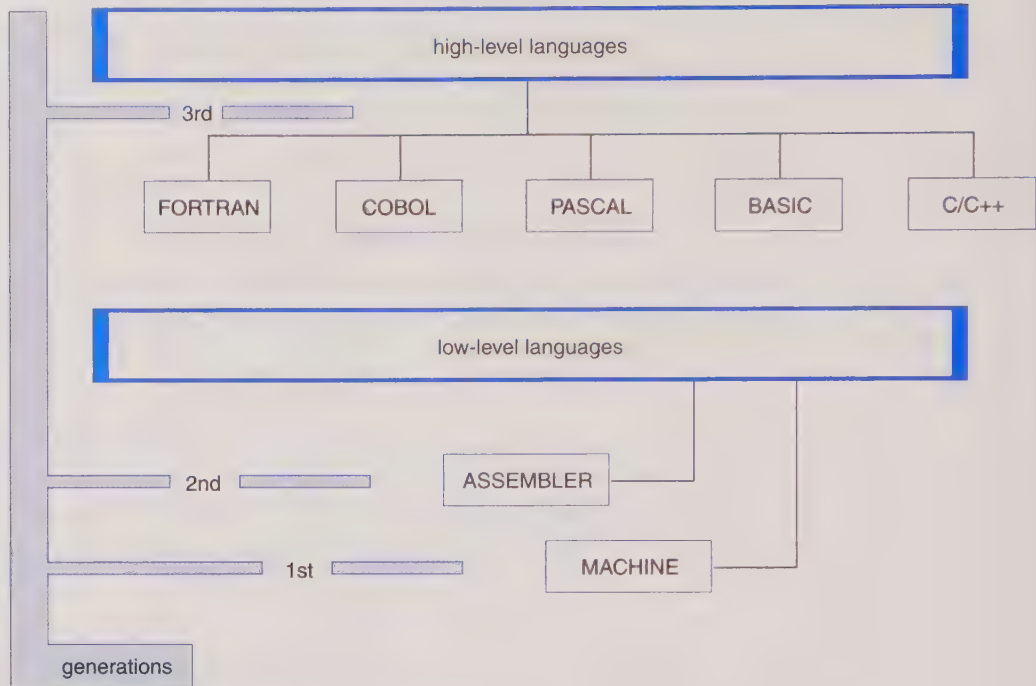 high-level languages
3rd
FORTRAN COBOL PASCAL BASIC C/C++
low-level languages
2nd ASSEMBLER
1st MACHINE
generations